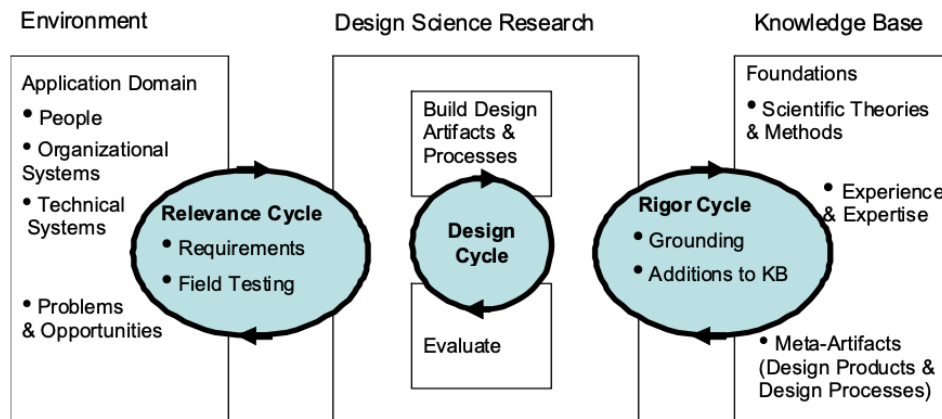 Environment
Design Science Research
Knowledge Base
Application Domain
• People
• Organizational
Systems
• Technical
Systems
• Problems
& Opportunities
Relevance Cycle
• Requirements
• Field Testing
Build Design
Artifacts &
Processes
Design
Cycle
Evaluate
Rigor Cycle
• Grounding
• Additions to KB
Foundations
• Scientific Theories
& Methods
• Experience
& Expertise
• Meta-Artifacts
(Design Products &
Design Processes)